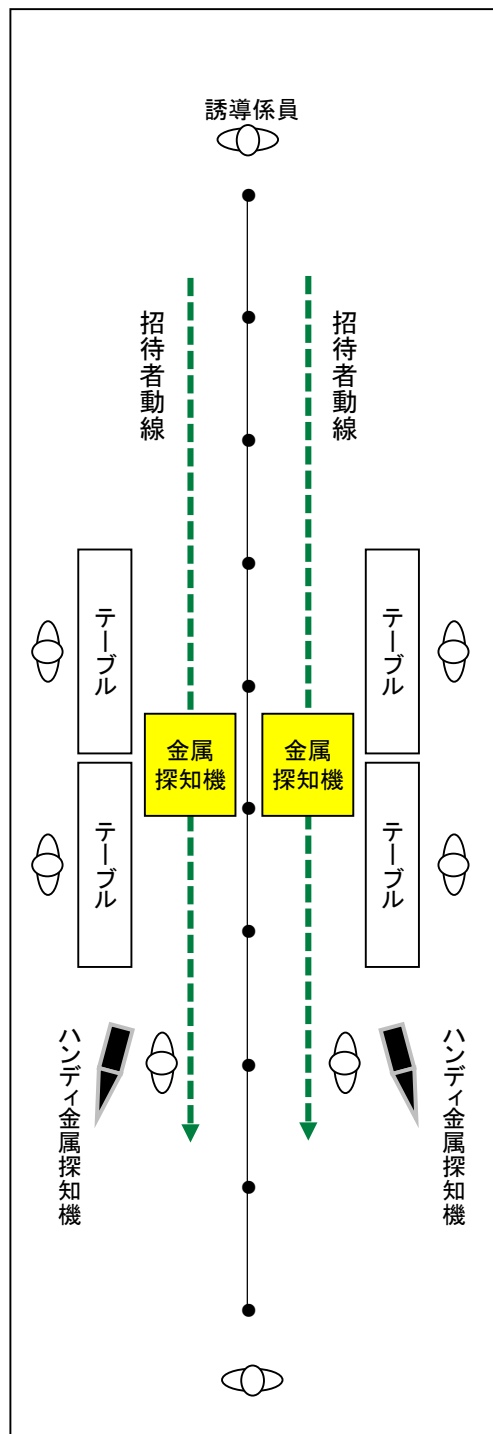 誘導係員
招待者動線
招待者動線
テーブル
テーブル
金属
探知機
金属
探知機
テーブル
テーブル
ハンディ金属探知機
ハンディ金属探知機